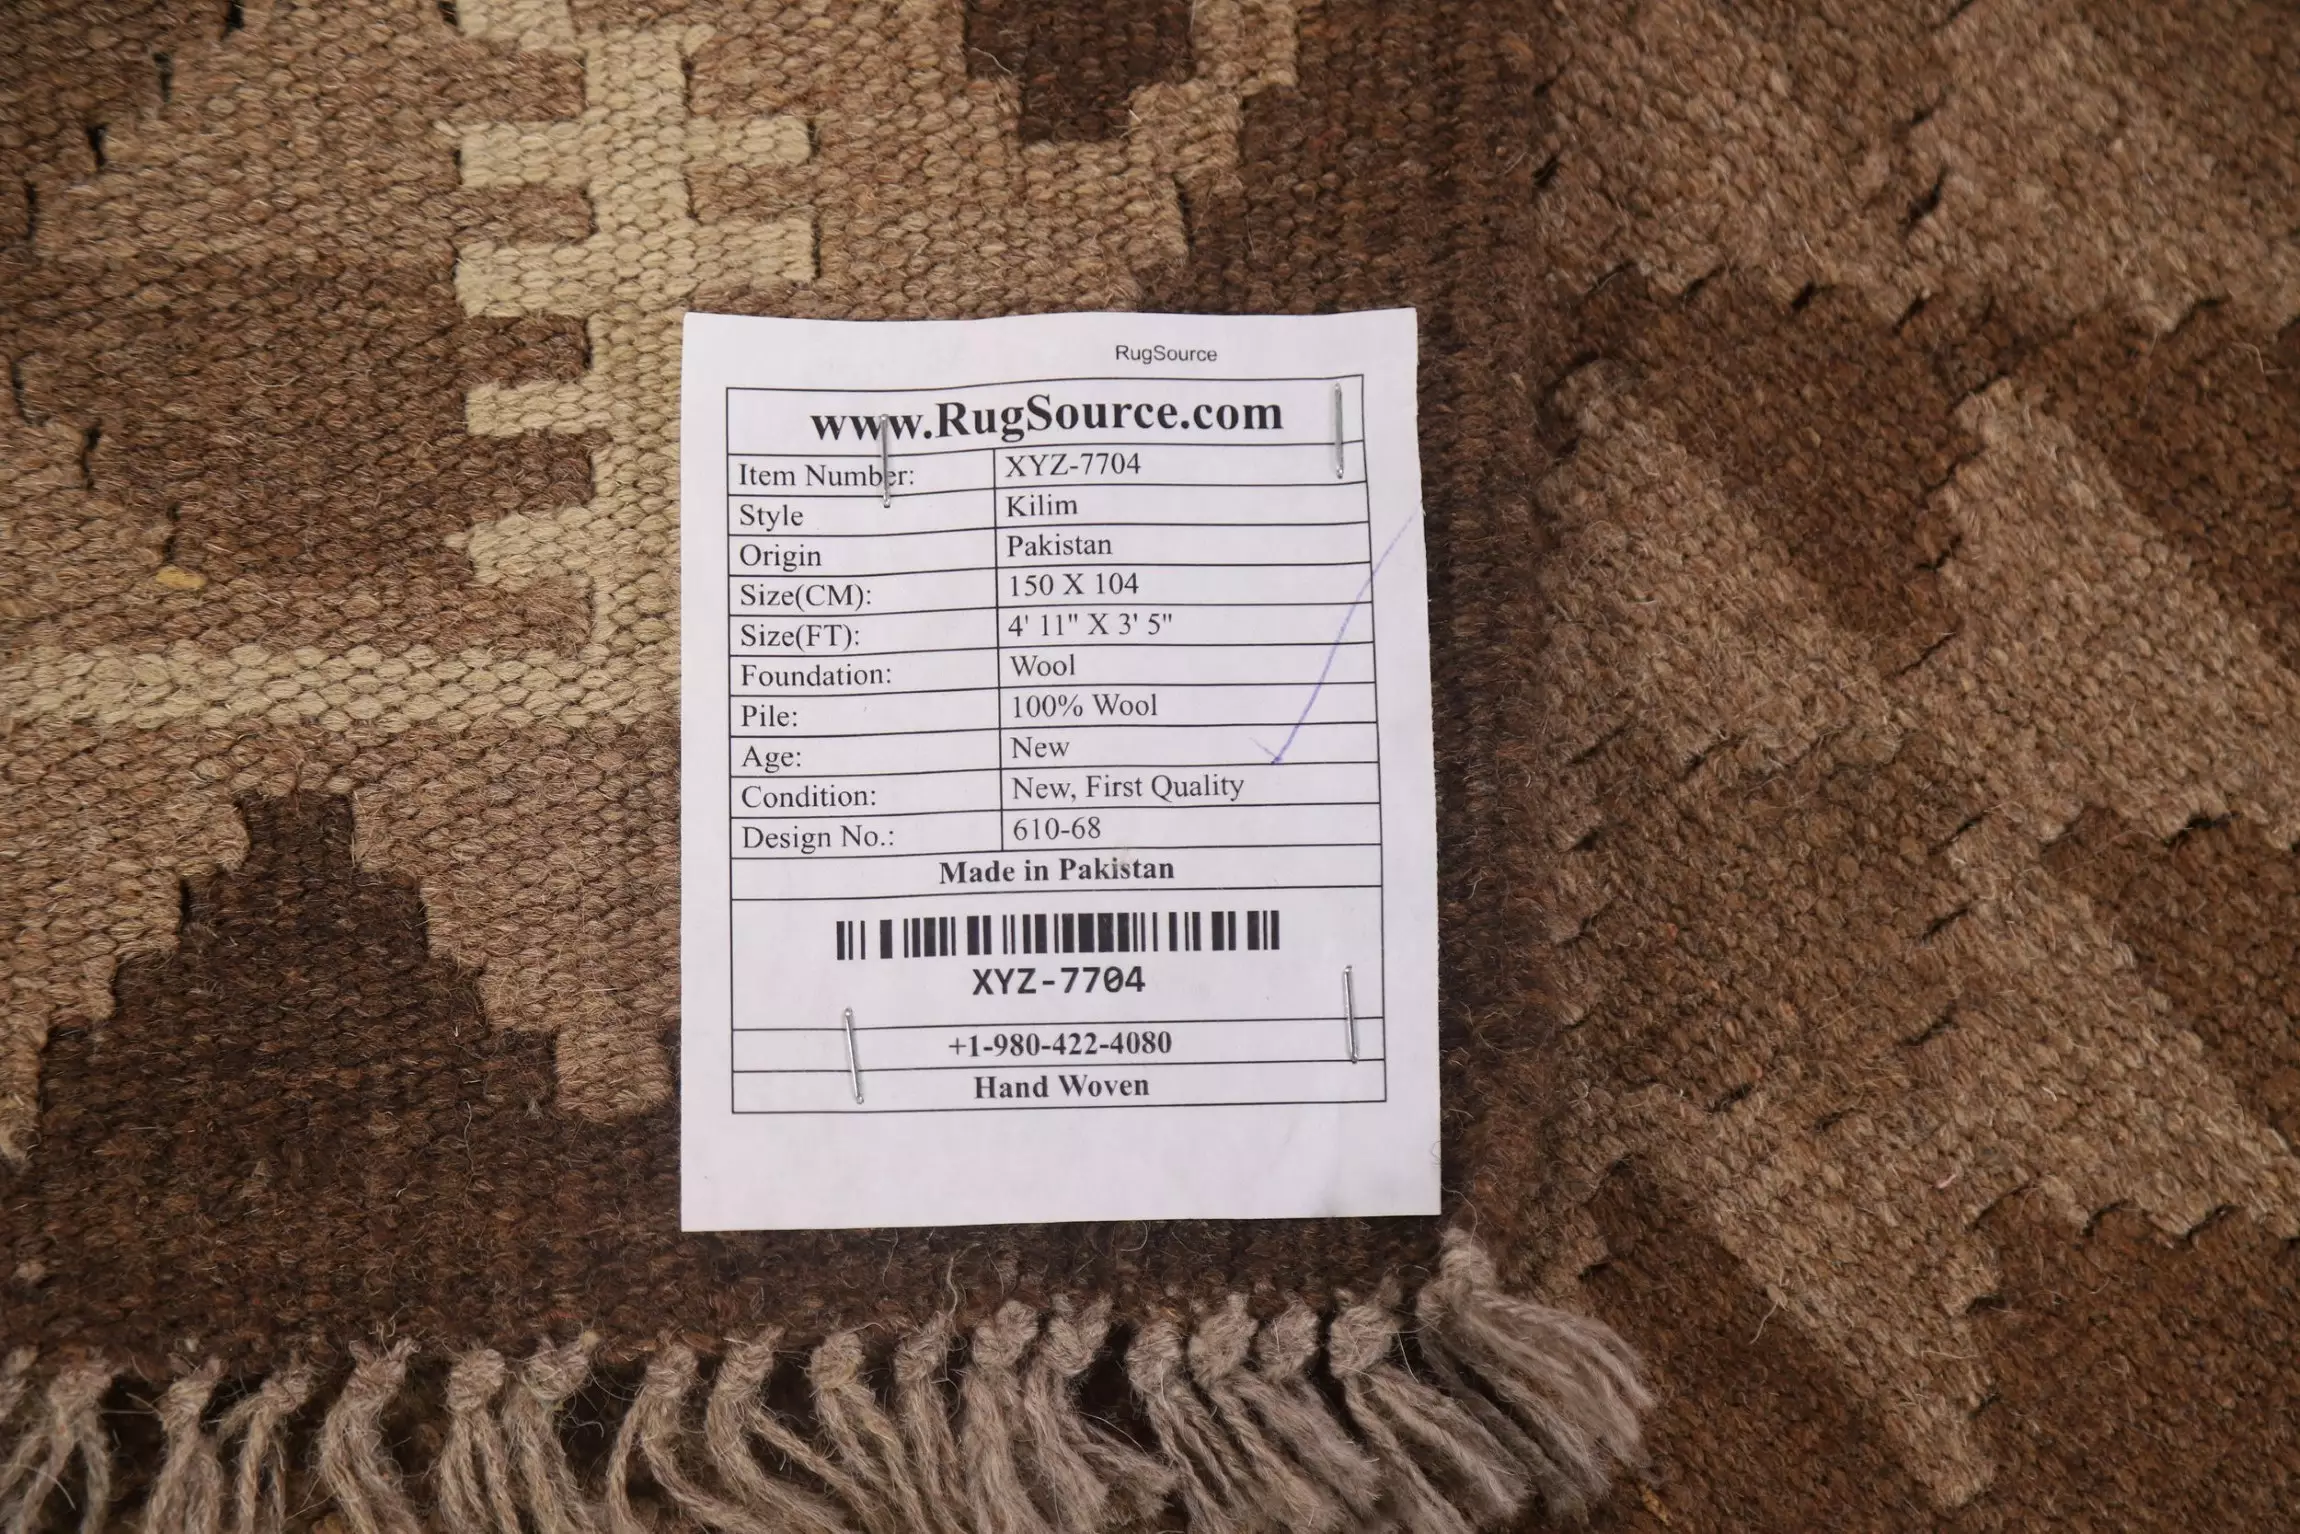 RugSource
www.RugSource.com
Item Number: XYZ-7704
Style Kilim
Origin Pakistan
Size(CM): 150 X 104
Size(FT): 4' 11" X 3' 5"
Foundation: Wool
Pile: 100% Wool
Age: New
Condition: New, First Quality
Design No.: 610-68
Made in Pakistan
XYZ-7704
+1-980-422-4080
Hand Woven